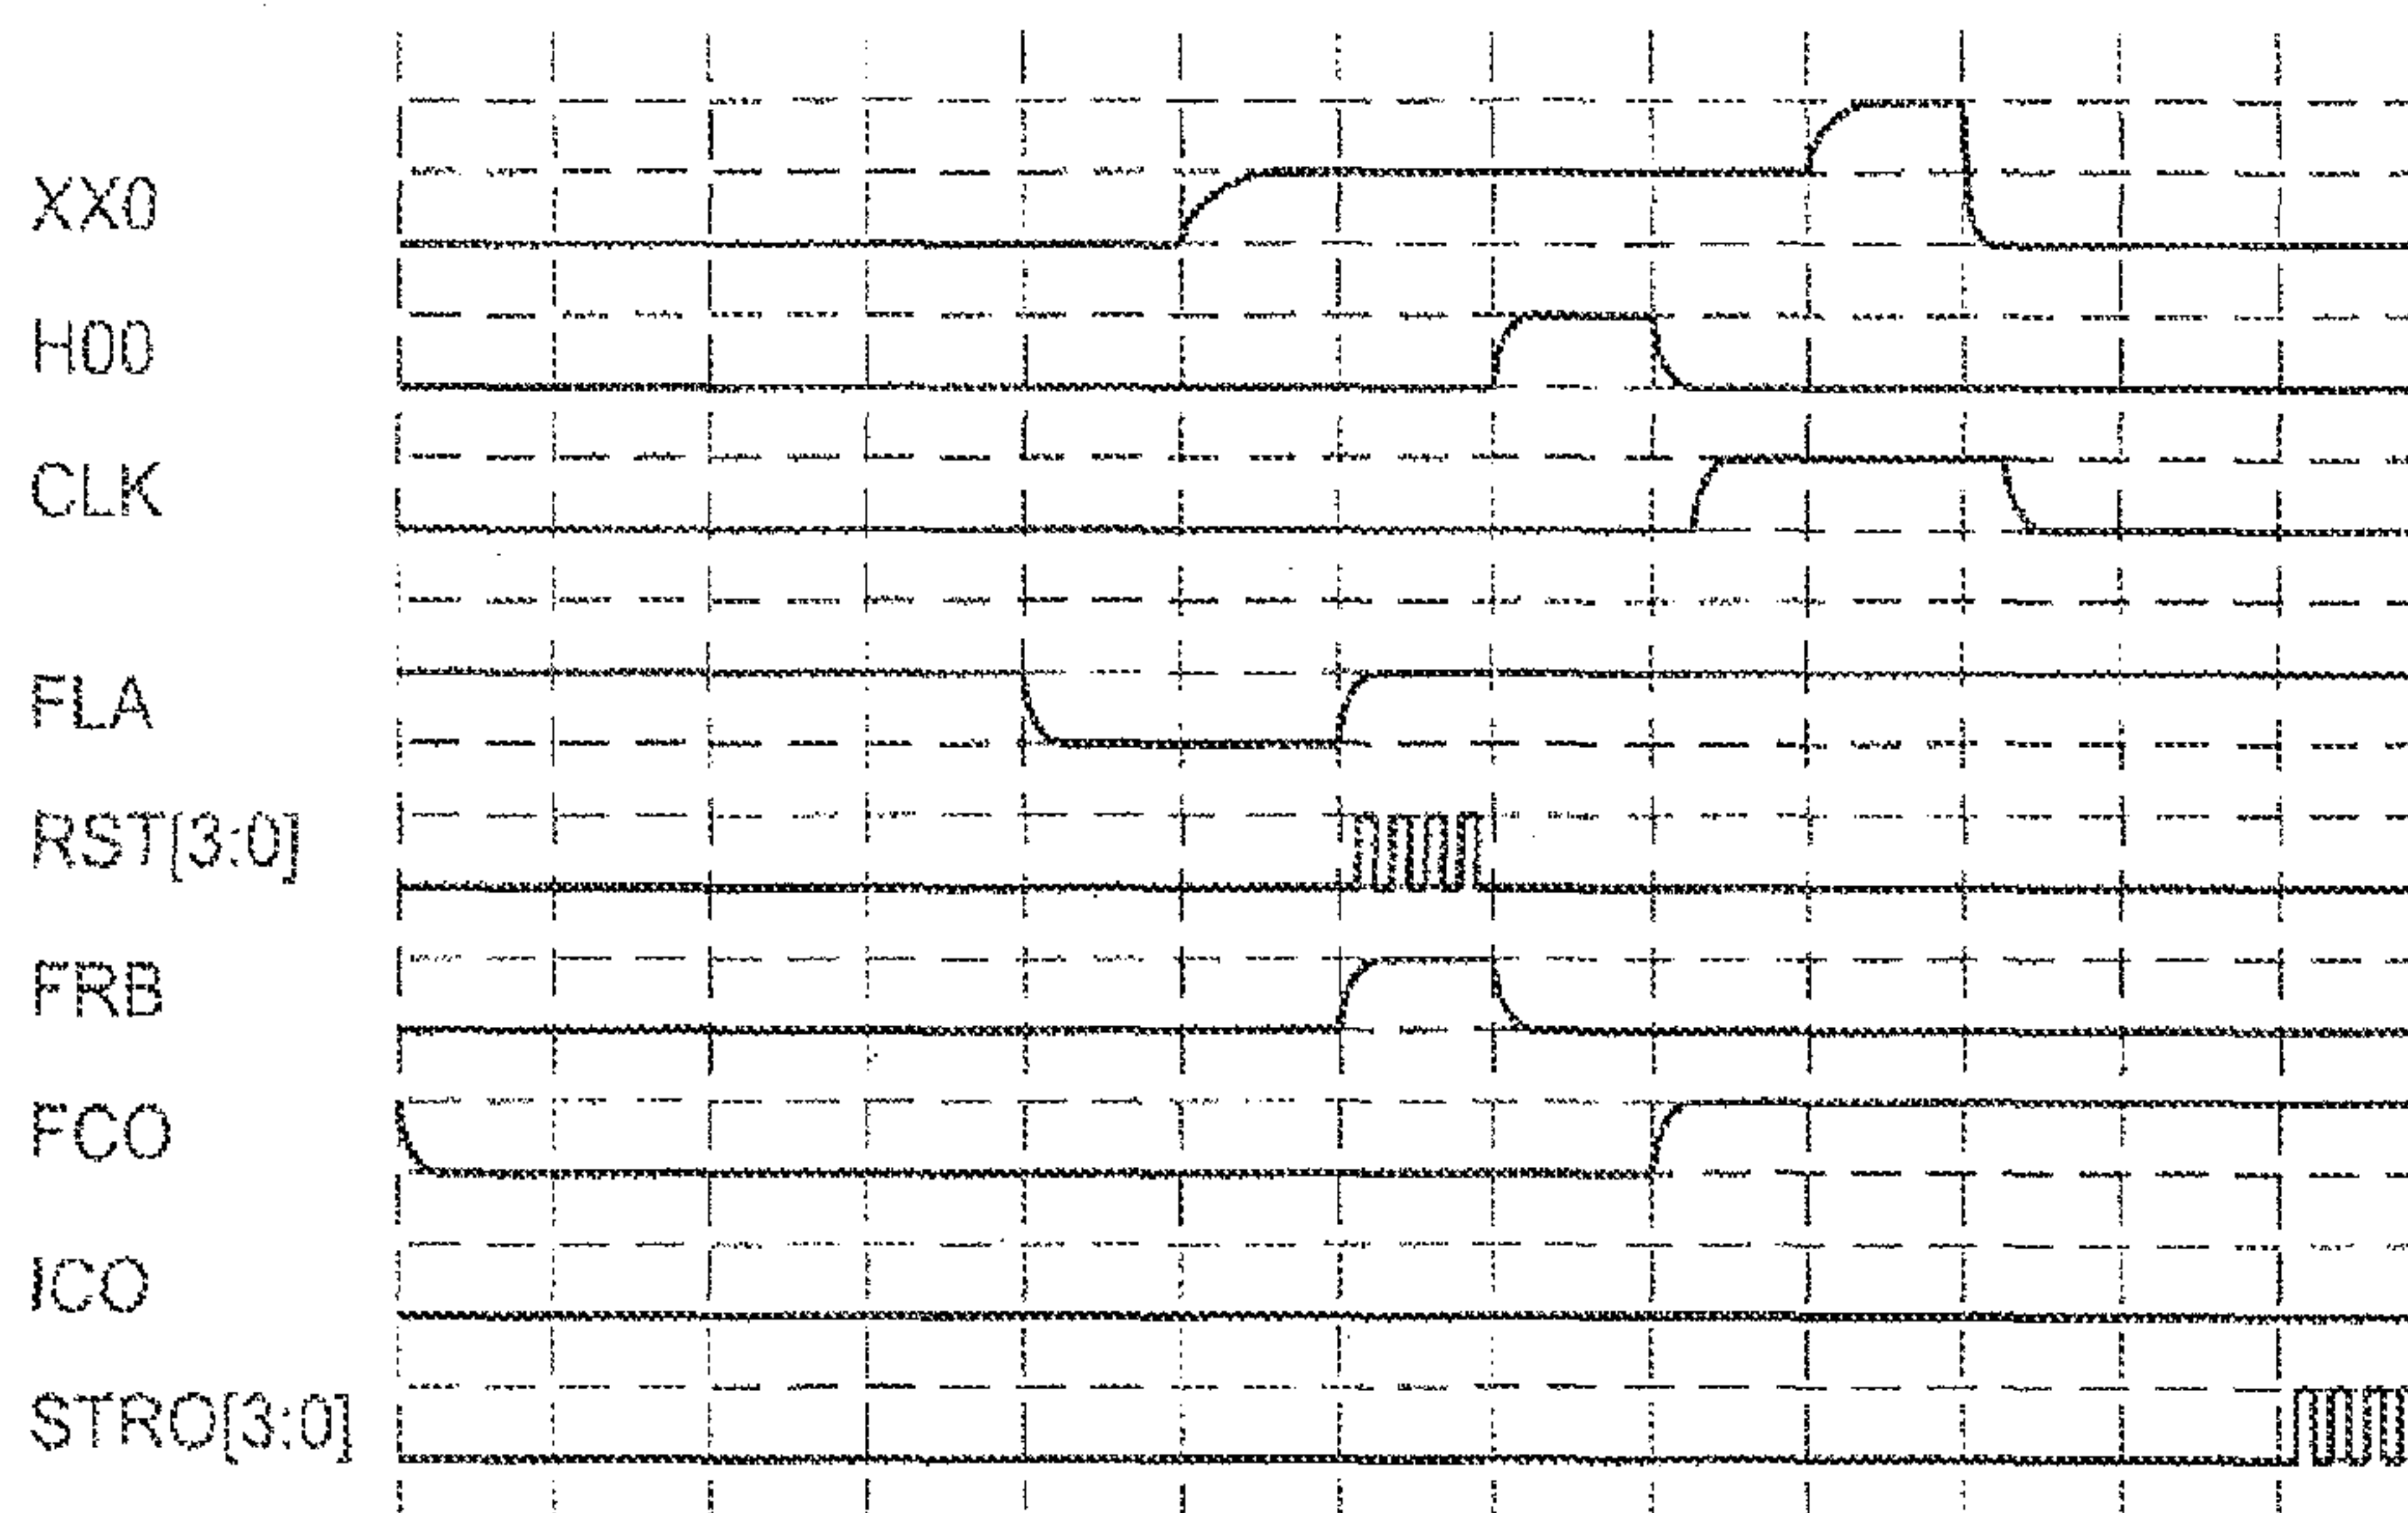 XX0
H00
CLK
FLA
RST[3:0]
FRB
FCO
ICO
STRO[3:0]